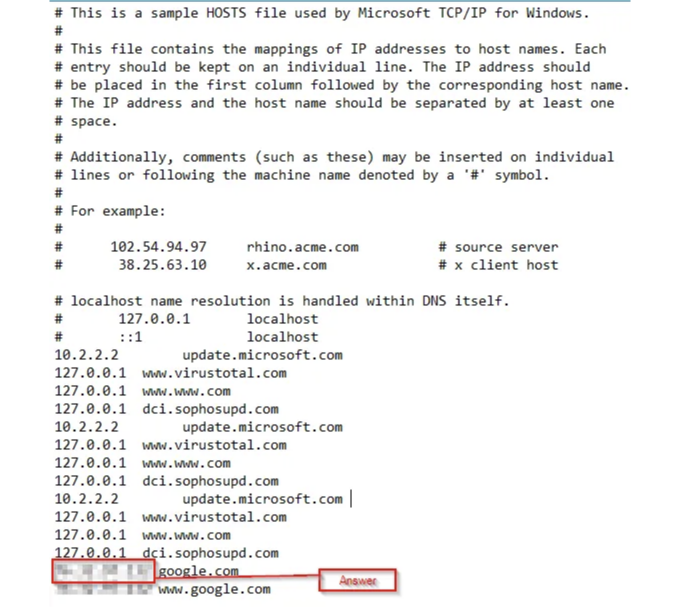 # This is a sample HOSTS file used by Microsoft TCP/IP for Windows.
#
# This file contains the mappings of IP addresses to host names. Each
# entry should be kept on an individual line. The IP address should
# be placed in the first column followed by the corresponding host name.
# The IP address and the host name should be separated by at least one
# space.
#
# Additionally, comments (such as these) may be inserted on individual
# lines or following the machine name denoted by a '#' symbol.
#
# For example:
#
#      102.54.94.97     rhino.acme.com          # source server
#       38.25.63.10     x.acme.com              # x client host

# localhost name resolution is handled within DNS itself.
#       127.0.0.1       localhost
#       ::1             localhost
10.2.2.2        update.microsoft.com
127.0.0.1  www.virustotal.com
127.0.0.1  www.www.com
127.0.0.1  dci.sophosupd.com
10.2.2.2        update.microsoft.com
127.0.0.1  www.virustotal.com
127.0.0.1  www.www.com
127.0.0.1  dci.sophosupd.com
10.2.2.2        update.microsoft.com
127.0.0.1  www.virustotal.com
127.0.0.1  www.www.com
127.0.0.1  dci.sophosupd.com
google.com
Answer
www.google.com